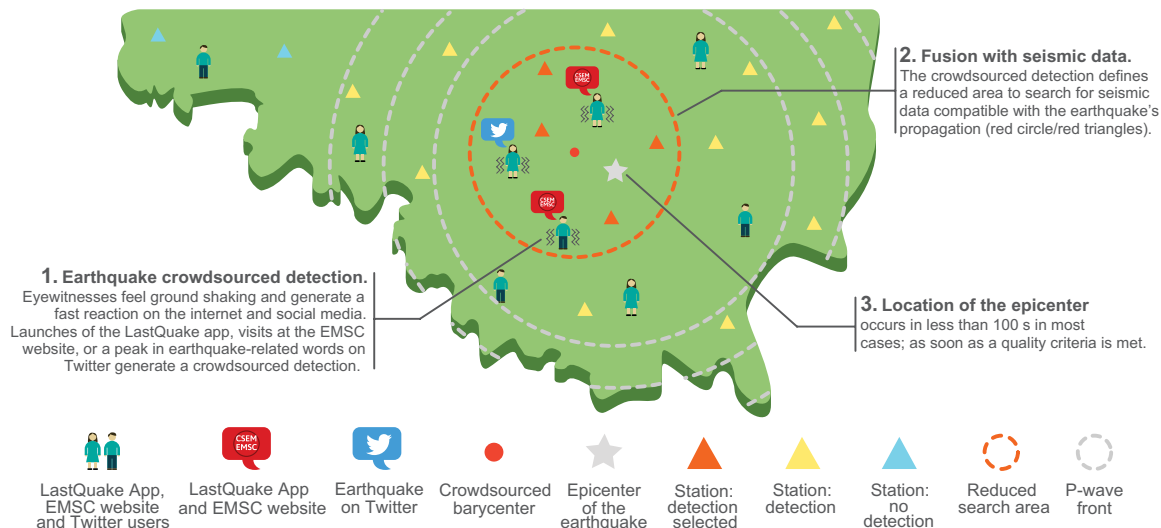 CSEM
EMSC
2. Fusion with seismic data.
The crowdsourced detection defines
a reduced area to search for seismic
data compatible with the earthquake's
propagation (red circle/red triangles).
CSEM
EMSC
1. Earthquake crowdsourced detection.
Eyewitnesses feel ground shaking and generate a
fast reaction on the internet and social media.
Launches of the LastQuake app, visits at the EMSC
website, or a peak in earthquake-related words on
Twitter generate a crowdsourced detection.
3. Location of the epicenter
occurs in less than 100 s in most
cases; as soon as a quality criteria is met.
LastQuake App,
EMSC website
and Twitter users
CSEM
EMSC
LastQuake App
and EMSC website
Earthquake
on Twitter
Crowdsourced
barycenter
Epicenter
of the
earthquake
Station:
detection
selected
Station:
detection
Station:
no
detection
Reduced
search area
P-wave
front